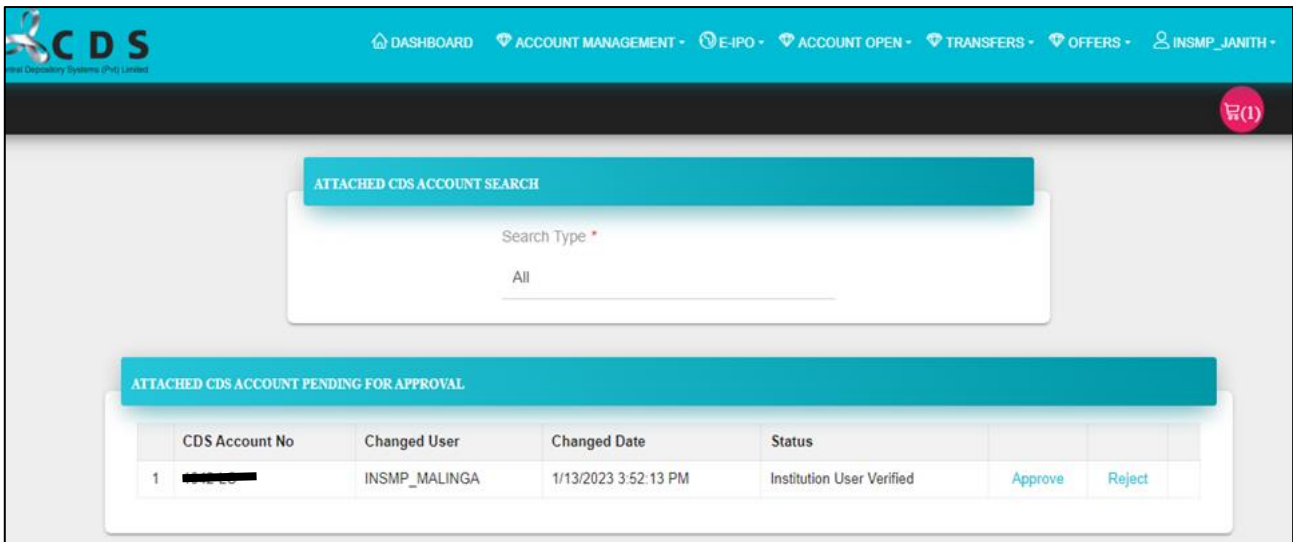 CDS
Central Depository Systems (Pvt) Limited
DASHBOARD ACCOUNT MANAGEMENT E-IPO ACCOUNT OPEN TRANSFERS OFFERS INSMP_JANITH
(1)
ATTACHED CDS ACCOUNT SEARCH
Search Type *
All
ATTACHED CDS ACCOUNT PENDING FOR APPROVAL
CDS Account No Changed User Changed Date Status
1 INSMP_MALINGA 1/13/2023 3:52:13 PM Institution User Verified Approve Reject